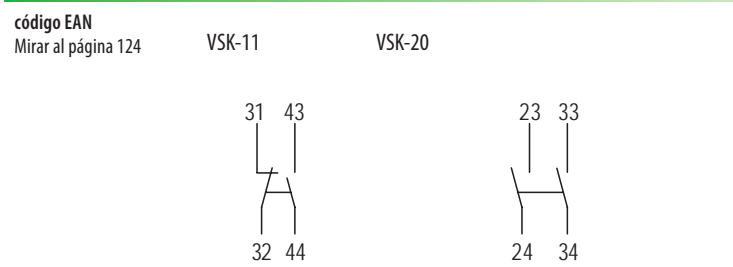 código EAN
Mirar al página 124
VSK-11 VSK-20
31 43 23 33
32 44 24 34